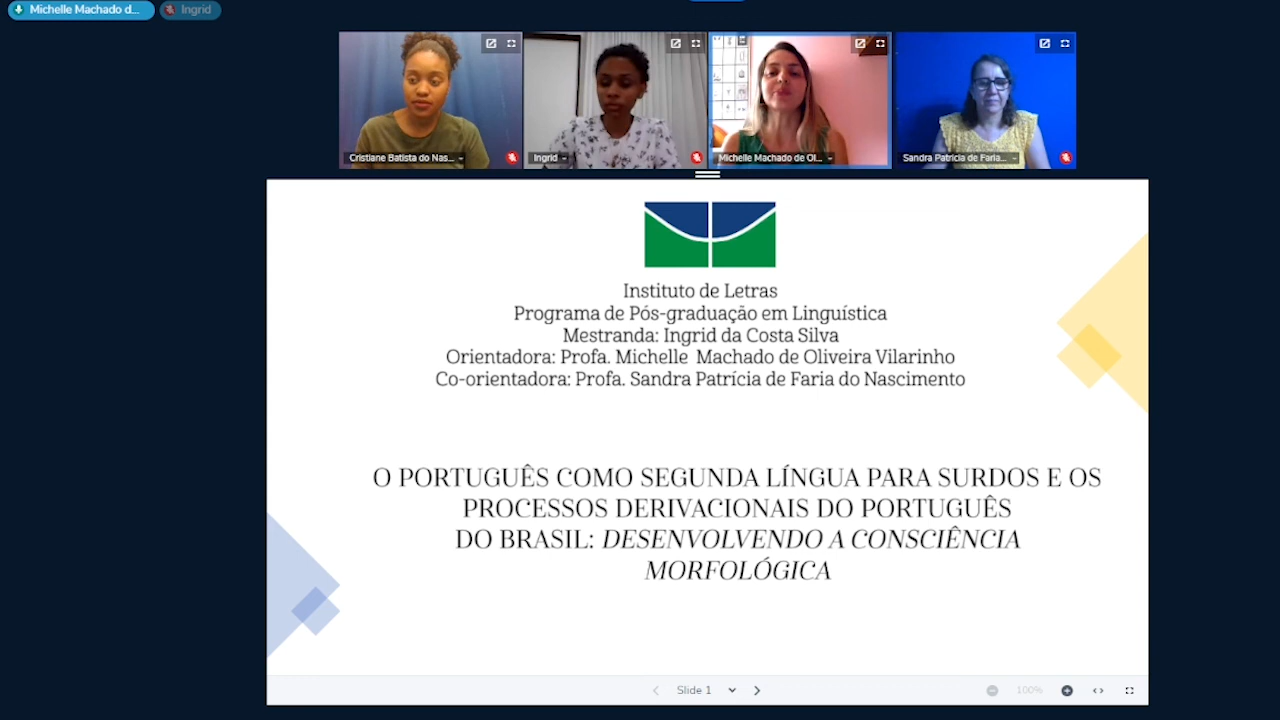 Michelle Machado d...
Ingrid
Cristiane Batista do Nas...
Ingrid
Michelle Machado de Ol...
Sandra Patrícia de Faria...
Instituto de Letras
Programa de Pós-graduação em Linguística
Mestranda: Ingrid da Costa Silva
Orientadora: Profa. Michelle Machado de Oliveira Vilarinho
Co-orientadora: Profa. Sandra Patrícia de Faria do Nascimento
O PORTUGUÊS COMO SEGUNDA LÍNGUA PARA SURDOS E OS
PROCESSOS DERIVACIONAIS DO PORTUGUÊS
DO BRASIL: DESENVOLVENDO A CONSCIÊNCIA
MORFOLÓGICA
Slide 1
100%